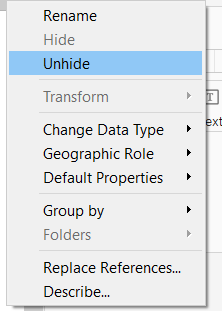 Rename
Hide
Unhide
Transform
Change Data Type
Geographic Role
Default Properties
Group by
Folders
Replace References...
Describe...